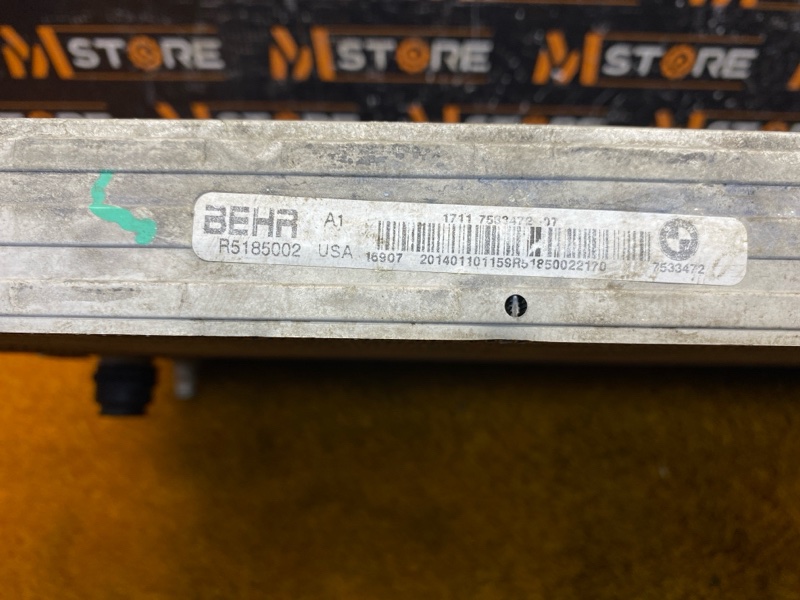 MSTORE MSTORE MSTORE
BEHR A1 1711 7533472 07
R5185002 USA 16907 20140110115SR51850022170 7533472